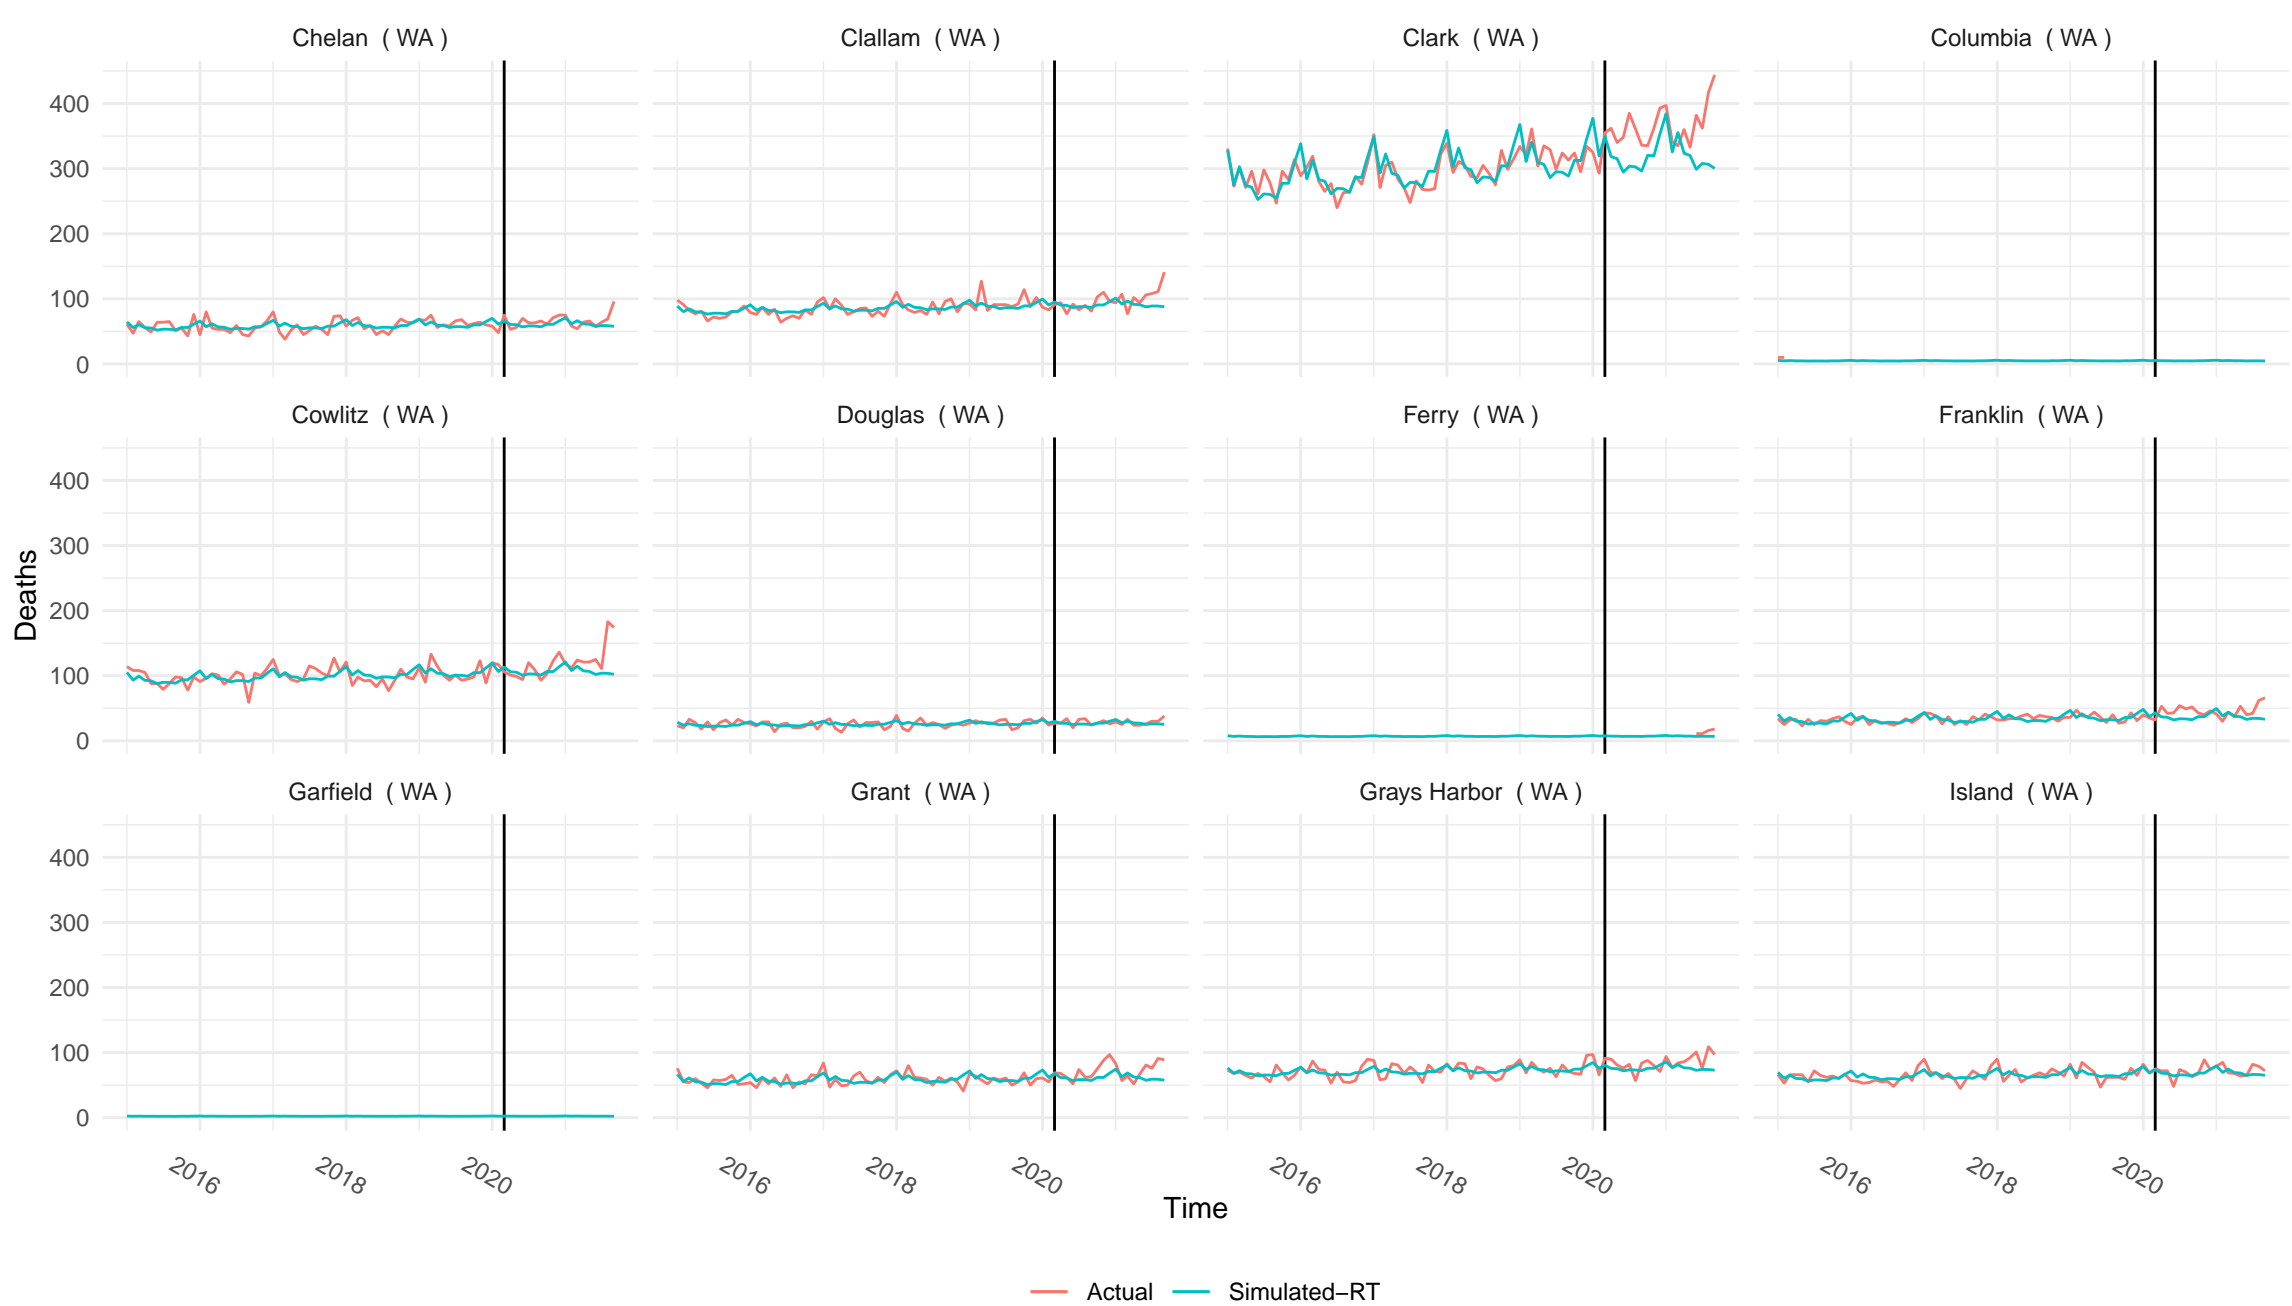 Chelan  ( WA )
Clallam  ( WA )
Clark  ( WA )
Columbia  ( WA )
400
300
200
100
0
Cowlitz  ( WA )
Douglas  ( WA )
Ferry  ( WA )
Franklin  ( WA )
400
300
200
100
0
Deaths
Garfield  ( WA )
Grant  ( WA )
Grays Harbor  ( WA )
Island  ( WA )
400
300
200
100
0
2016
2018
2020
2016
2018
2020
2016
2018
2020
2016
2018
2020
Time
Actual
Simulated−RT